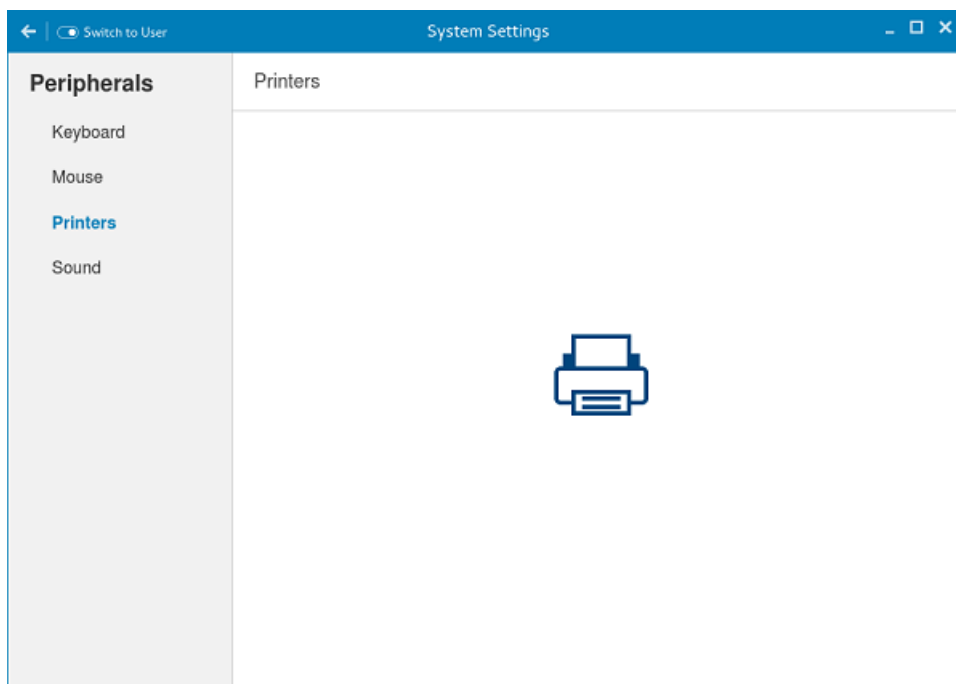 Switch to User
System Settings
Peripherals
Keyboard
Mouse
Printers
Sound
Printers